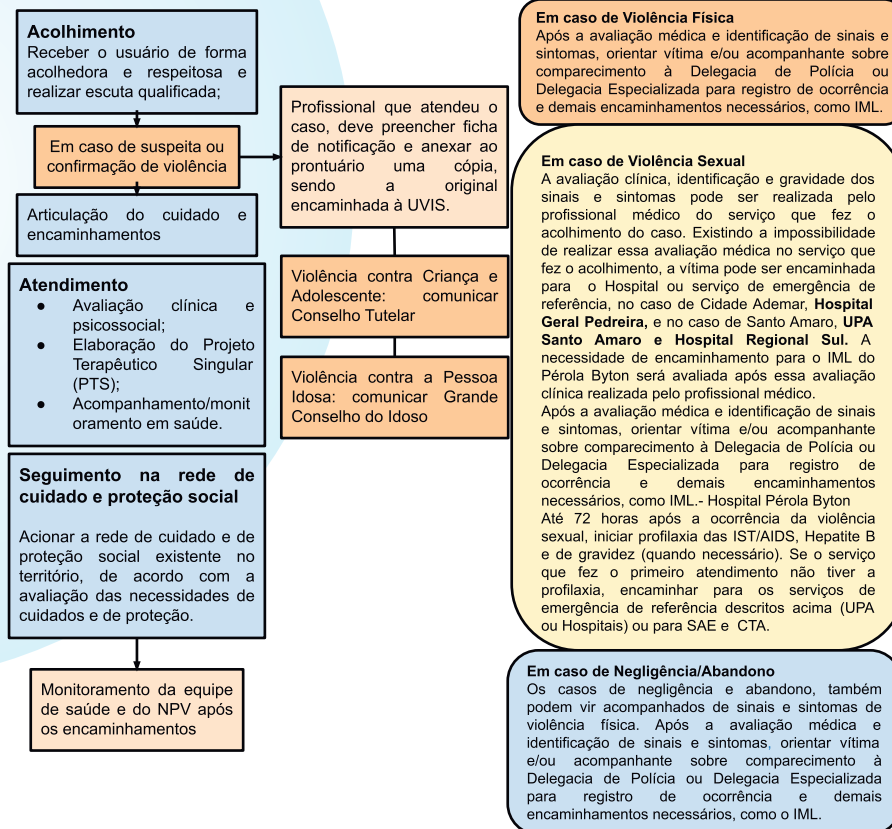 Acolhimento
Receber o usuário de forma
acolhedora e respeitosa e
realizar escuta qualificada;
Em caso de suspeita ou
confirmação de violência
Articulação do cuidado e
encaminhamentos
Atendimento
● Avaliação clínica e
psicossocial;
● Elaboração do Projeto
Terapêutico Singular
(PTS);
● Acompanhamento/monit
oramento em saúde.
Seguimento na rede de
cuidado e proteção social
Acionar a rede de cuidado e de
proteção social existente no
território, de acordo com a
avaliação das necessidades de
cuidados e de proteção.
Monitoramento da equipe
de saúde e do NPV após
os encaminhamentos
Profissional que atendeu o
caso, deve preencher ficha
de notificação e anexar ao
prontuário uma cópia,
sendo a original
encaminhada à UVIS.
Violência contra Criança e
Adolescente: comunicar
Conselho Tutelar
Violência contra a Pessoa
Idosa: comunicar Grande
Conselho do Idoso
Em caso de Violência Física
Após a avaliação médica e identificação de sinais e
sintomas, orientar vítima e/ou acompanhante sobre
comparecimento à Delegacia de Polícia ou
Delegacia Especializada para registro de ocorrência
e demais encaminhamentos necessários, como IML.
Em caso de Violência Sexual
A avaliação clínica, identificação e gravidade dos
sinais e sintomas pode ser realizada pelo
profissional médico do serviço que fez o
acolhimento do caso. Existindo a impossibilidade
de realizar essa avaliação médica no serviço que
fez o acolhimento, a vítima pode ser encaminhada
para o Hospital ou serviço de emergência de
referência, no caso de Cidade Ademar, Hospital
Geral Pedreira, e no caso de Santo Amaro, UPA
Santo Amaro e Hospital Regional Sul. A
necessidade de encaminhamento para o IML do
Pérola Byton será avaliada após essa avaliação
clínica realizada pelo profissional médico.
Após a avaliação médica e identificação de sinais
e sintomas, orientar vítima e/ou acompanhante
sobre comparecimento à Delegacia de Polícia ou
Delegacia Especializada para registro de
ocorrência e demais encaminhamentos
necessários, como IML.- Hospital Pérola Byton
Até 72 horas após a ocorrência da violência
sexual, iniciar profilaxia das IST/AIDS, Hepatite B
e de gravidez (quando necessário). Se o serviço
que fez o primeiro atendimento não tiver a
profilaxia, encaminhar para os serviços de
emergência de referência descritos acima (UPA
ou Hospitais) ou para SAE e CTA.
Em caso de Negligência/Abandono
Os casos de negligência e abandono, também
podem vir acompanhados de sinais e sintomas de
violência física. Após a avaliação médica e
identificação de sinais e sintomas, orientar vítima
e/ou acompanhante sobre comparecimento à
Delegacia de Polícia ou Delegacia Especializada
para registro de ocorrência e demais
encaminhamentos necessários, como o IML.